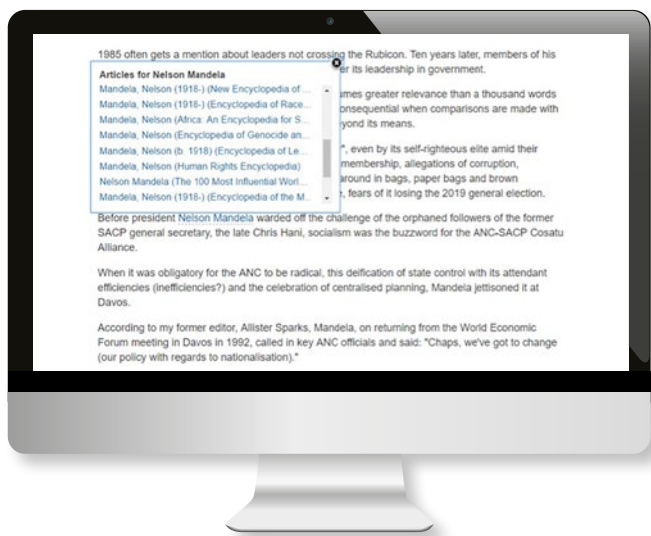 1985 often gets a mention about leaders not crossing the Rubicon. Ten years later, members of his
er its leadership in government.
umes greater relevance than a thousand words
onsequential when comparisons are made with
eyond its means.
", even by its self-righteous elite amid their
membership, allegations of corruption,
around in bags, paper bags and brown
, fears of it losing the 2019 general election.
Articles for Nelson Mandela
Mandela, Nelson (1918-) (New Encyclopedia of ...
Mandela, Nelson (1918-) (Encyclopedia of Race...
Mandela, Nelson (Africa: An Encyclopedia for S...
Mandela, Nelson (Encyclopedia of Genocide an...
Mandela, Nelson (b. 1918) (Encyclopedia of Le...
Mandela, Nelson (Human Rights Encyclopedia)
Nelson Mandela (The 100 Most Influential Worl...
Mandela, Nelson (1918-) (Encyclopedia of the M...
Before president Nelson Mandela warded off the challenge of the orphaned followers of the former
SACP general secretary, the late Chris Hani, socialism was the buzzword for the ANC-SACP Cosatu
Alliance.
When it was obligatory for the ANC to be radical, this deification of state control with its attendant
efficiencies (inefficiencies?) and the celebration of centralised planning, Mandela jettisoned it at
Davos.
According to my former editor, Allister Sparks, Mandela, on returning from the World Economic
Forum meeting in Davos in 1992, called in key ANC officials and said: "Chaps, we've got to change
(our policy with regards to nationalisation)."